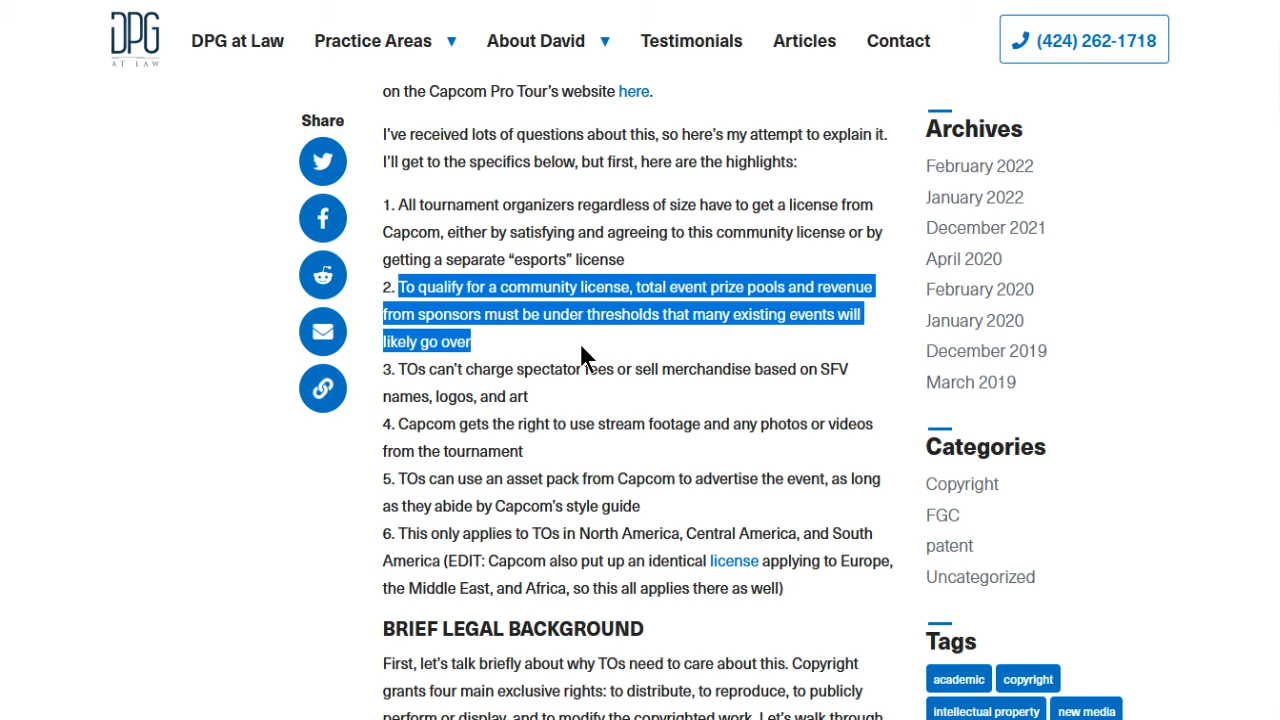 DPG
AT LAW
DPG at Law
Practice Areas
About David
Testimonials
Articles
Contact
(424) 262-1718
on the Capcom Pro Tour's website here.
Share
I've received lots of questions about this, so here's my attempt to explain it.
I'll get to the specifics below, but first, here are the highlights:
1. All tournament organizers regardless of size have to get a license from
Capcom, either by satisfying and agreeing to this community license or by
getting a separate “esports” license
2. To qualify for a community license, total event prize pools and revenue
from sponsors must be under thresholds that many existing events will
likely go over
3. TOs can't charge spectator fees or sell merchandise based on SFV
names, logos, and art
4. Capcom gets the right to use stream footage and any photos or videos
from the tournament
5. TOs can use an asset pack from Capcom to advertise the event, as long
as they abide by Capcom's style guide
6. This only applies to TOs in North America, Central America, and South
America (EDIT: Capcom also put up an identical license applying to Europe,
the Middle East, and Africa, so this all applies there as well)
BRIEF LEGAL BACKGROUND
First, let's talk briefly about why TOs need to care about this. Copyright
grants four main exclusive rights: to distribute, to reproduce, to publicly
perform or display, and to modify the copyrighted work. Let's walk through
Archives
February 2022
January 2022
December 2021
April 2020
February 2020
January 2020
December 2019
March 2019
Categories
Copyright
FGC
patent
Uncategorized
Tags
academic
copyright
intellectual property
new media